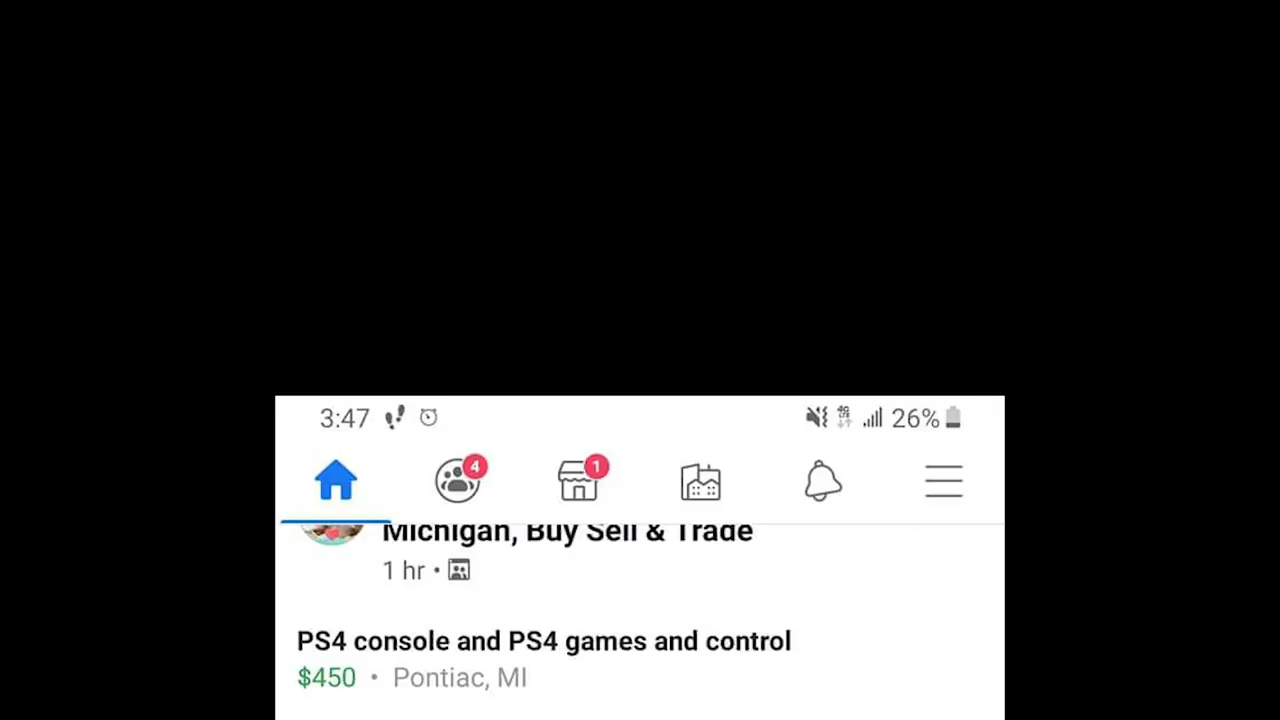 3:47 26%
4 1
Michigan, Buy Sell & Trade
1 hr •
PS4 console and PS4 games and control
$450 • Pontiac, MI